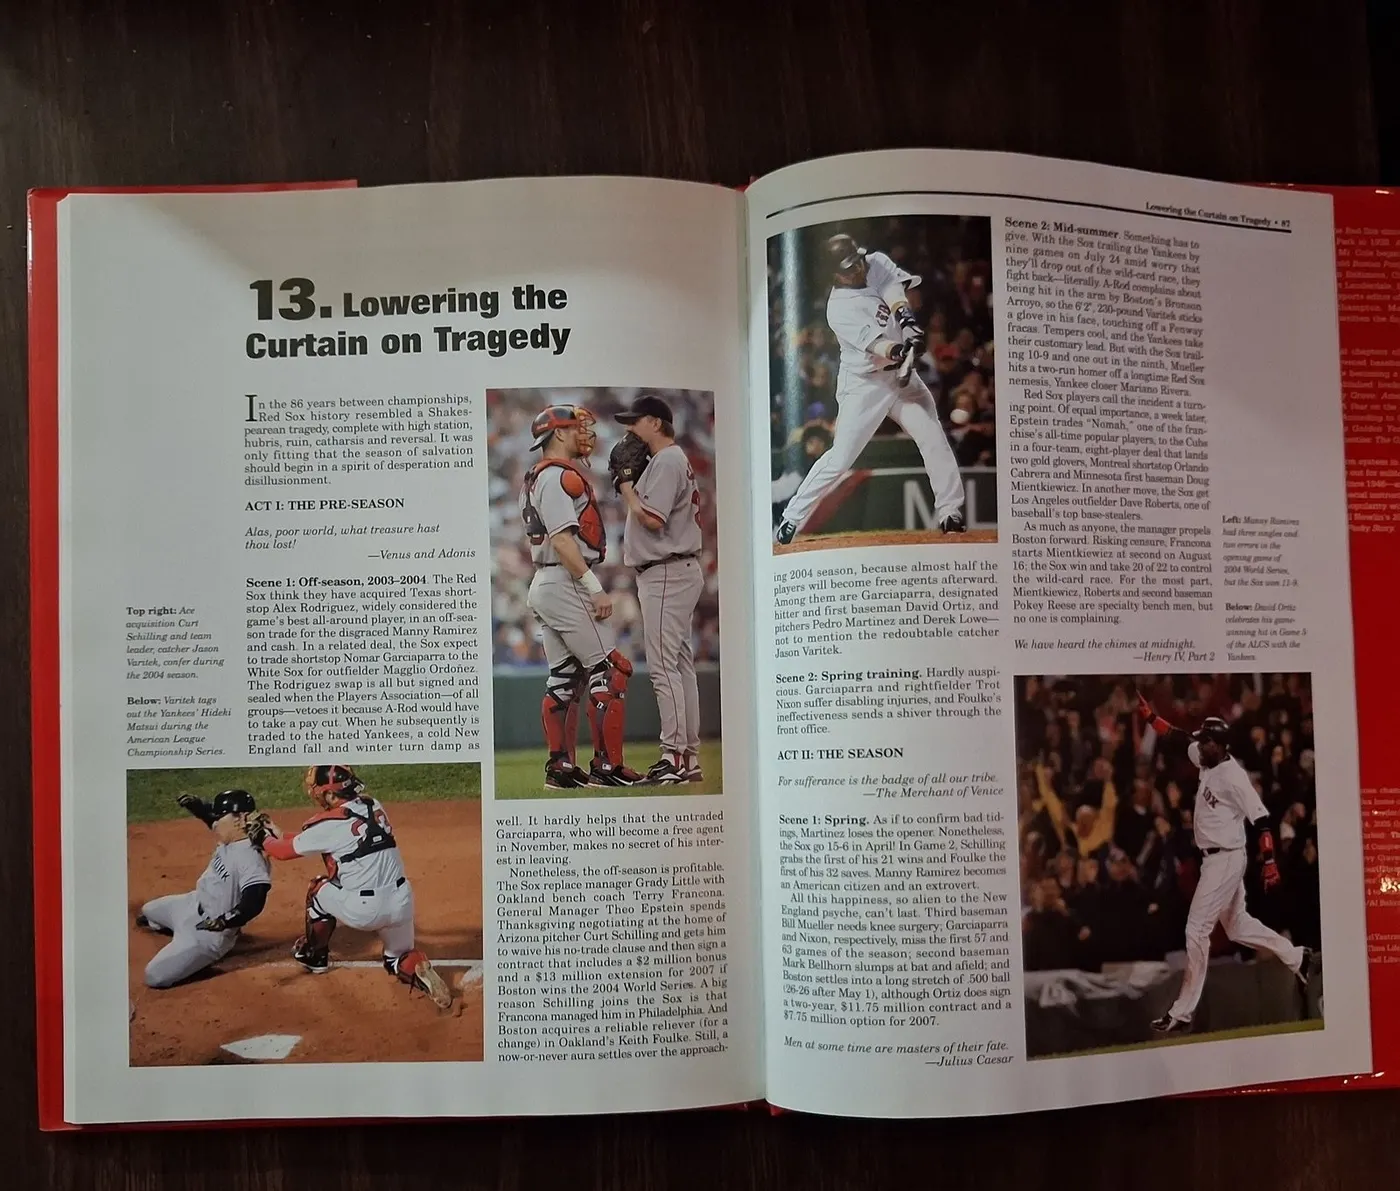 13. Lowering the
Curtain on Tragedy
In the 86 years between championships,
Red Sox history resembled a Shakes-
pearean tragedy, complete with high station,
hubris, ruin, catharsis and reversal. It was
only fitting that the season of salvation
should begin in a spirit of desperation and
disillusionment.
ACT I: THE PRE-SEASON
Alas, poor world, what treasure hast
thou lost!
—Venus and Adonis
Scene 1: Off-season, 2003–2004. The Red
Sox think they have acquired Texas short-
stop Alex Rodriguez, widely considered the
game's best all-around player, in an off-sea-
son trade for the disgraced Manny Ramirez
and cash. In a related deal, the Sox expect
to trade shortstop Nomar Garciaparra to the
White Sox for outfielder Magglio Ordoñez.
The Rodriguez swap is all but signed and
sealed when the Players Association—of all
groups—vetoes it because A-Rod would have
to take a pay cut. When he subsequently is
traded to the hated Yankees, a cold New
England fall and winter turn damp as
Top right: Ace
acquisition Curt
Schilling and team
leader, catcher Jason
Varitek, confer during
the 2004 season.
Below: Varitek tags
out the Yankees' Hideki
Matsui during the
American League
Championship Series.
YORK
well. It hardly helps that the untraded
Garciaparra, who will become a free agent
in November, makes no secret of his inter-
est in leaving.
Nonetheless, the off-season is profitable.
The Sox replace manager Grady Little with
Oakland bench coach Terry Francona.
General Manager Theo Epstein spends
Thanksgiving negotiating at the home of
Arizona pitcher Curt Schilling and gets him
to waive his no-trade clause and then sign a
contract that includes a $2 million bonus
and a $13 million extension for 2007 if
Boston wins the 2004 World Series. A big
reason Schilling joins the Sox is that
Francona managed him in Philadelphia. And
Boston acquires a reliable reliever (for a
change) in Oakland's Keith Foulke. Still, a
now-or-never aura settles over the approach-
Lowering the Curtain on Tragedy • 87
ML
ing 2004 season, because almost half the
players will become free agents afterward.
Among them are Garciaparra, designated
hitter and first baseman David Ortiz, and
pitchers Pedro Martinez and Derek Lowe—
not to mention the redoubtable catcher
Jason Varitek.
Scene 2: Spring training. Hardly auspi-
cious. Garciaparra and rightfielder Trot
Nixon suffer disabling injuries, and Foulke's
ineffectiveness sends a shiver through the
front office.
ACT II: THE SEASON
For sufferance is the badge of all our tribe.
—The Merchant of Venice
Scene 1: Spring. As if to confirm bad tid-
ings, Martinez loses the opener. Nonetheless,
the Sox go 15-6 in April! In Game 2, Schilling
grabs the first of his 21 wins and Foulke the
first of his 32 saves. Manny Ramirez becomes
an American citizen and an extrovert.
All this happiness, so alien to the New
England psyche, can't last. Third baseman
Bill Mueller needs knee surgery; Garciaparra
and Nixon, respectively, miss the first 57 and
63 games of the season; second baseman
Mark Bellhorn slumps at bat and afield; and
Boston settles into a long stretch of .500 ball
(26-26 after May 1), although Ortiz does sign
a two-year, $11.75 million contract and a
$7.75 million option for 2007.
Men at some time are masters of their fate.
—Julius Caesar
Scene 2: Mid-summer. Something has to
give. With the Sox trailing the Yankees by
nine games on July 24 amid worry that
they'll drop out of the wild-card race, they
fight back—literally. A-Rod complains about
being hit in the arm by Boston's Bronson
Arroyo, so the 6'2", 230-pound Varitek sticks
a glove in his face, touching off a Fenway
fracas. Tempers cool, and the Yankees take
their customary lead. But with the Sox trail-
ing 10-9 and one out in the ninth, Mueller
hits a two-run homer off a longtime Red Sox
nemesis, Yankee closer Mariano Rivera.
Red Sox players call the incident a turn-
ing point. Of equal importance, a week later,
Epstein trades "Nomah," one of the fran-
chise's all-time popular players, to the Cubs
in a four-team, eight-player deal that lands
two gold glovers, Montreal shortstop Orlando
Cabrera and Minnesota first baseman Doug
Mientkiewicz. In another move, the Sox get
Los Angeles outfielder Dave Roberts, one of
baseball's top base-stealers.
As much as anyone, the manager propels
Boston forward. Risking censure, Francona
starts Mientkiewicz at second on August
16; the Sox win and take 20 of 22 to control
the wild-card race. For the most part,
Mientkiewicz, Roberts and second baseman
Pokey Reese are specialty bench men, but
no one is complaining.
We have heard the chimes at midnight.
—Henry IV, Part 2
Left: Manny Ramirez
had three singles and
two errors in the
opening game of
2004 World Series,
but the Sox won 11-9.
Below: David Ortiz
celebrates his game-
winning hit in Game 5
of the ALCS with the
Yankees.
SOX